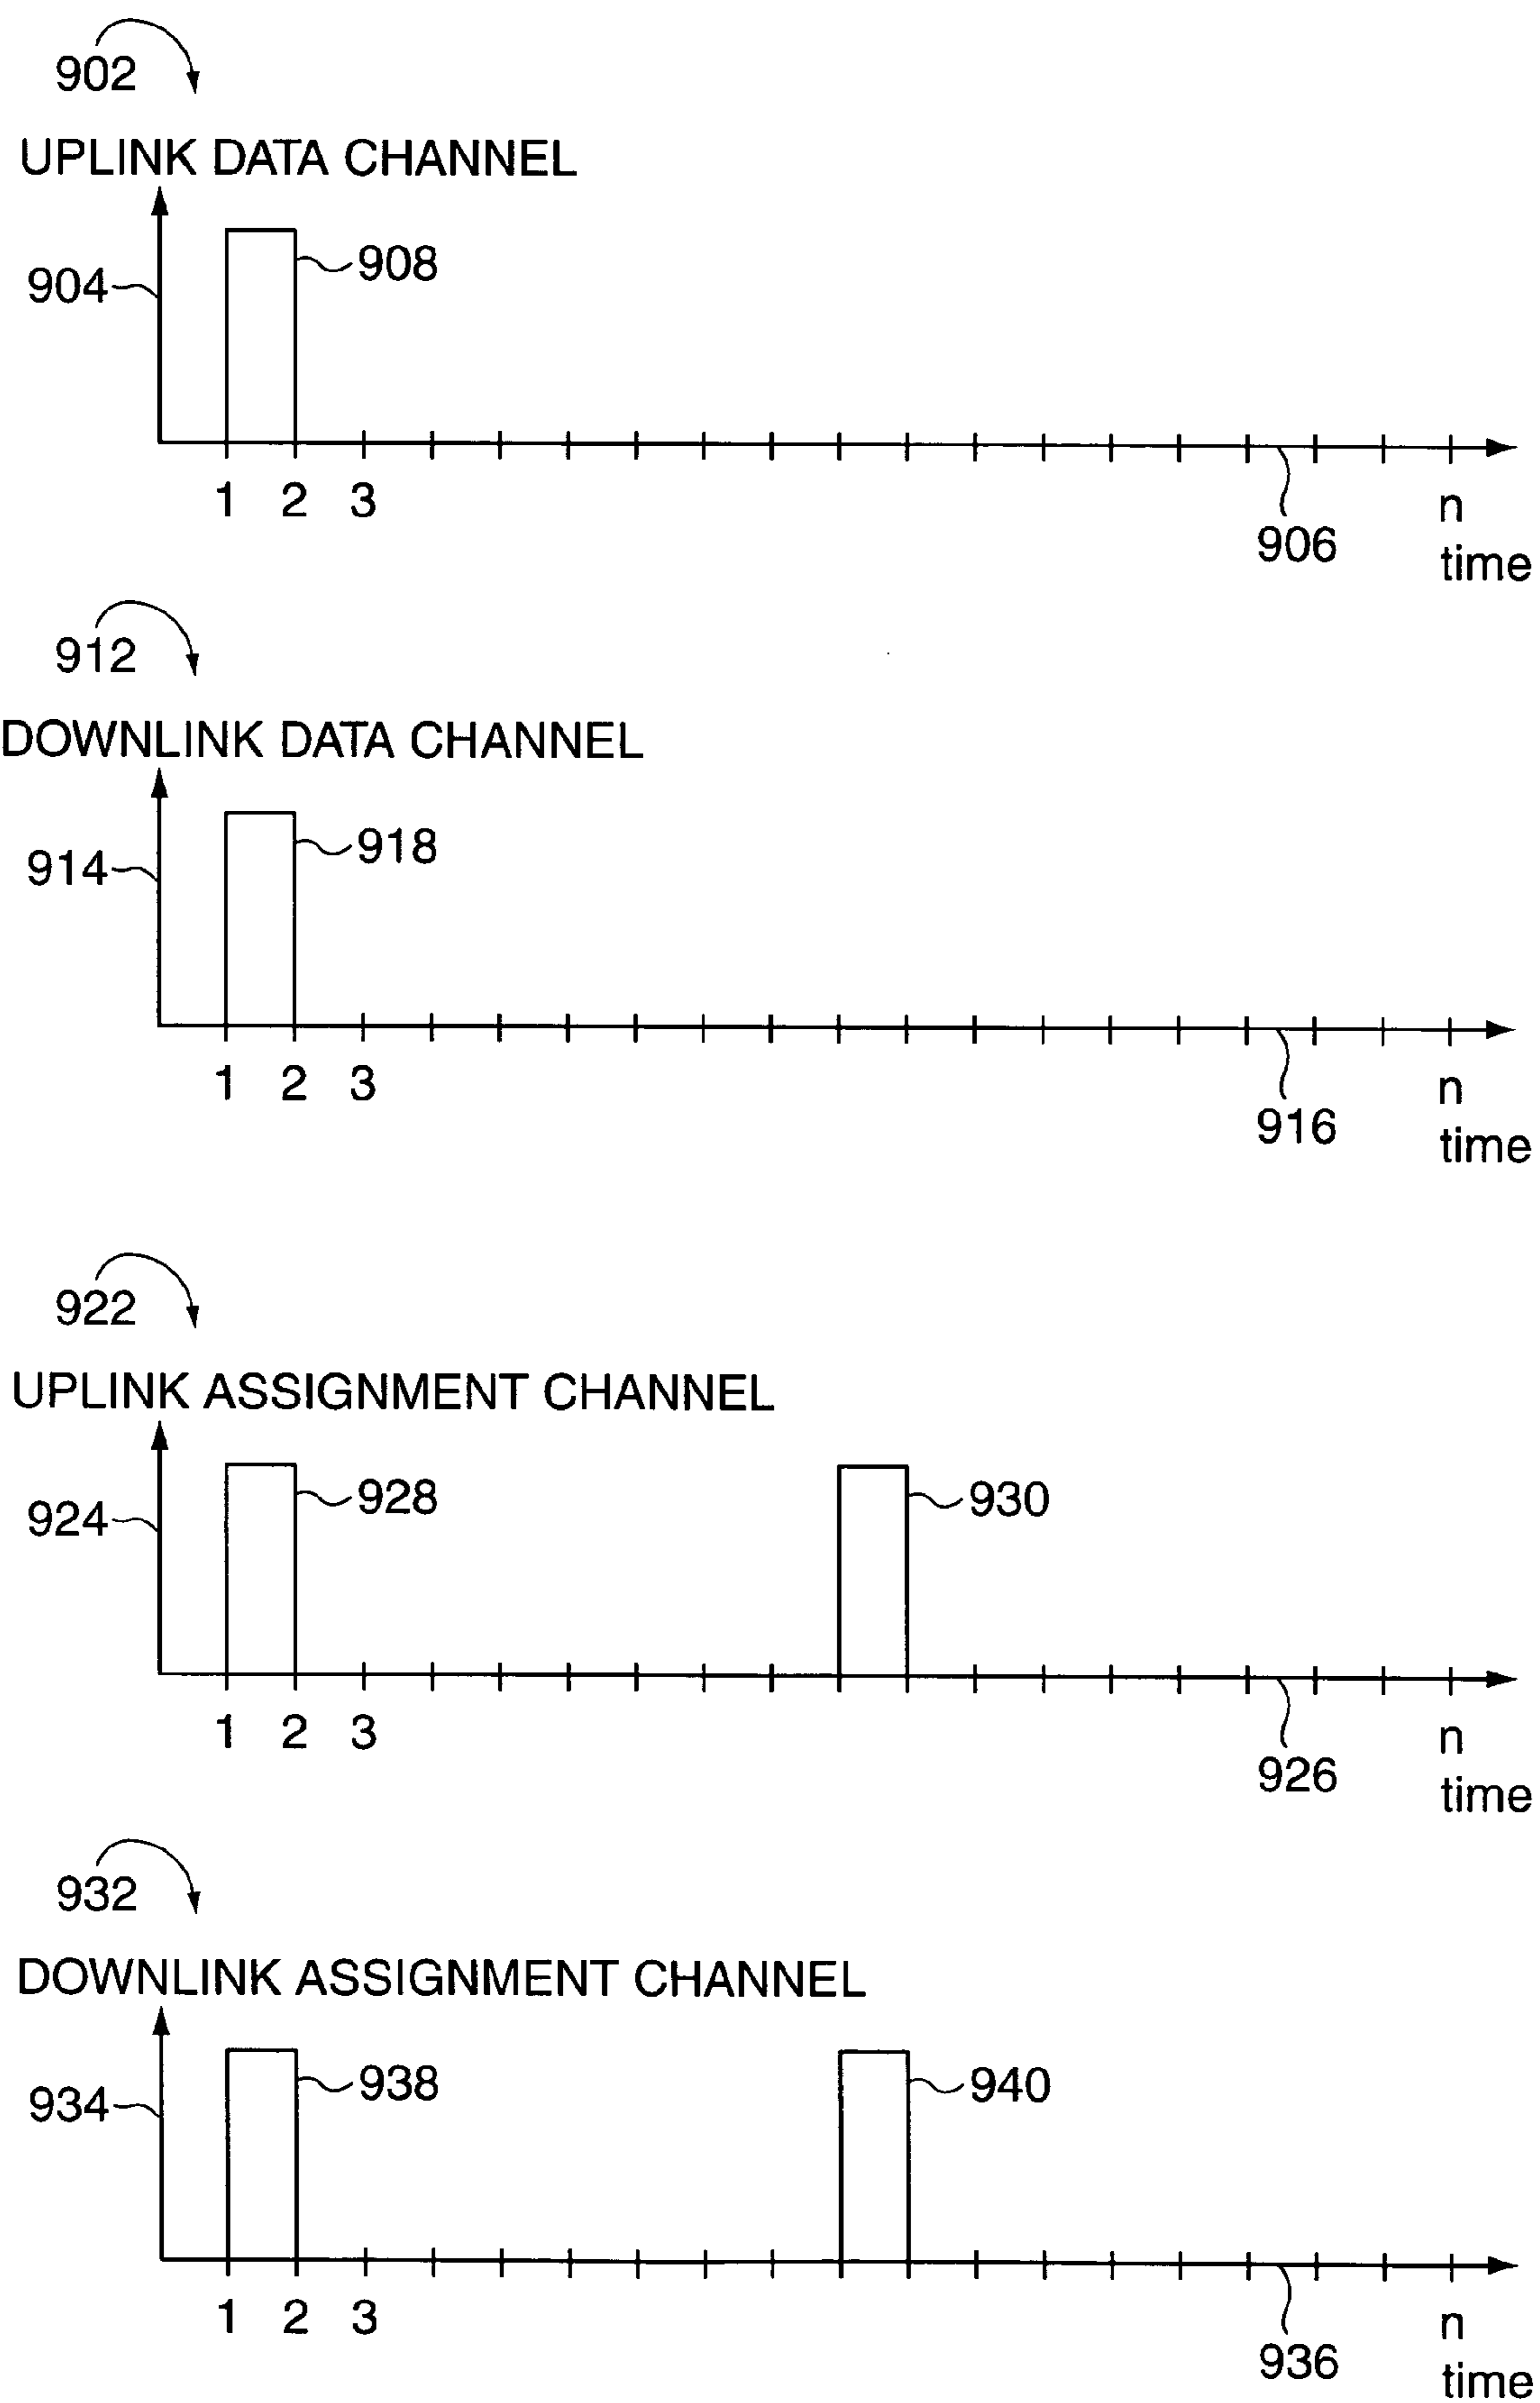 902
UPLINK DATA CHANNEL
908
904
1 2 3 n
906
time
912
DOWNLINK DATA CHANNEL
918
914
1 2 3 n
916
time
922
UPLINK ASSIGNMENT CHANNEL
928 930
924
1 2 3 n
926
time
932
DOWNLINK ASSIGNMENT CHANNEL
938 940
934
1 2 3 n
936
time